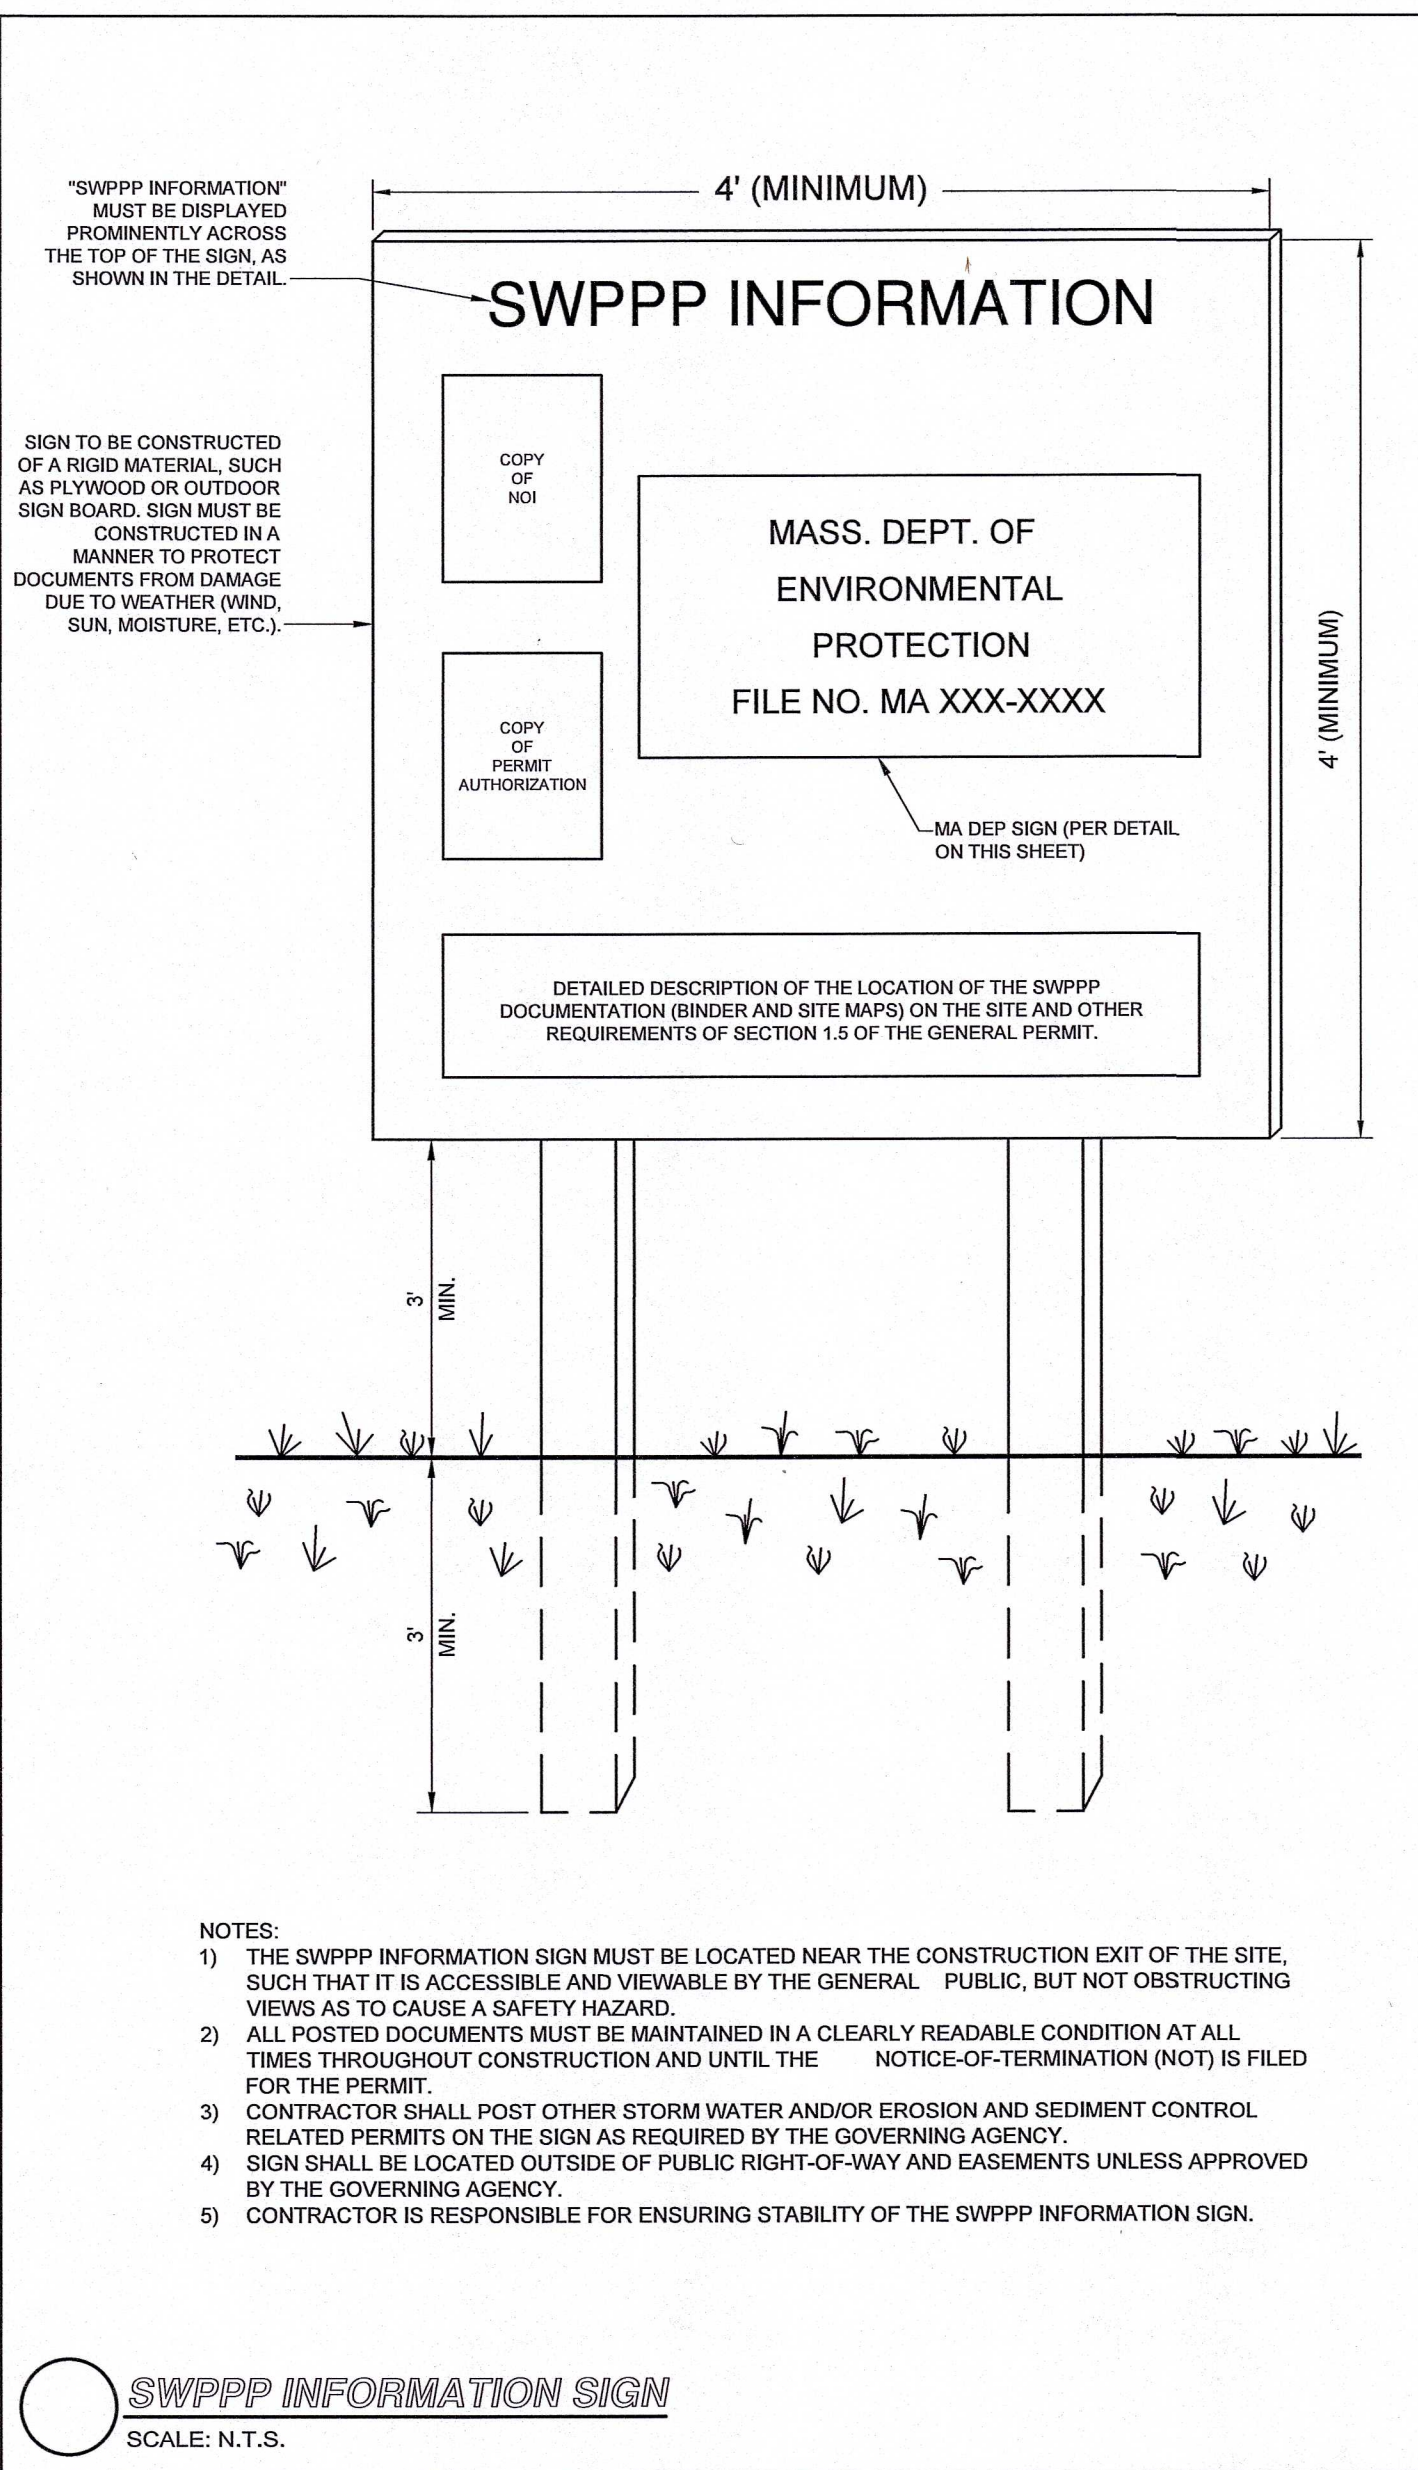 4' (MINIMUM)
"SWPPP INFORMATION"
MUST BE DISPLAYED
PROMINENTLY ACROSS
THE TOP OF THE SIGN, AS
SHOWN IN THE DETAIL.
SWPPP INFORMATION
SIGN TO BE CONSTRUCTED
OF A RIGID MATERIAL, SUCH
AS PLYWOOD OR OUTDOOR
SIGN BOARD. SIGN MUST BE
CONSTRUCTED IN A
MANNER TO PROTECT
DOCUMENTS FROM DAMAGE
DUE TO WEATHER (WIND,
SUN, MOISTURE, ETC.).
COPY
OF
NOI
MASS. DEPT. OF
ENVIRONMENTAL
PROTECTION
FILE NO. MA XXX-XXXX
4' (MINIMUM)
COPY
OF
PERMIT
AUTHORIZATION
MA DEP SIGN (PER DETAIL
ON THIS SHEET)
DETAILED DESCRIPTION OF THE LOCATION OF THE SWPPP
DOCUMENTATION (BINDER AND SITE MAPS) ON THE SITE AND OTHER
REQUIREMENTS OF SECTION 1.5 OF THE GENERAL PERMIT.
3'
MIN.
3'
MIN.
NOTES:
1) THE SWPPP INFORMATION SIGN MUST BE LOCATED NEAR THE CONSTRUCTION EXIT OF THE SITE,
SUCH THAT IT IS ACCESSIBLE AND VIEWABLE BY THE GENERAL PUBLIC, BUT NOT OBSTRUCTING
VIEWS AS TO CAUSE A SAFETY HAZARD.
2) ALL POSTED DOCUMENTS MUST BE MAINTAINED IN A CLEARLY READABLE CONDITION AT ALL
TIMES THROUGHOUT CONSTRUCTION AND UNTIL THE NOTICE-OF-TERMINATION (NOT) IS FILED
FOR THE PERMIT.
3) CONTRACTOR SHALL POST OTHER STORM WATER AND/OR EROSION AND SEDIMENT CONTROL
RELATED PERMITS ON THE SIGN AS REQUIRED BY THE GOVERNING AGENCY.
4) SIGN SHALL BE LOCATED OUTSIDE OF PUBLIC RIGHT-OF-WAY AND EASEMENTS UNLESS APPROVED
BY THE GOVERNING AGENCY.
5) CONTRACTOR IS RESPONSIBLE FOR ENSURING STABILITY OF THE SWPPP INFORMATION SIGN.
SWPPP INFORMATION SIGN
SCALE: N.T.S.